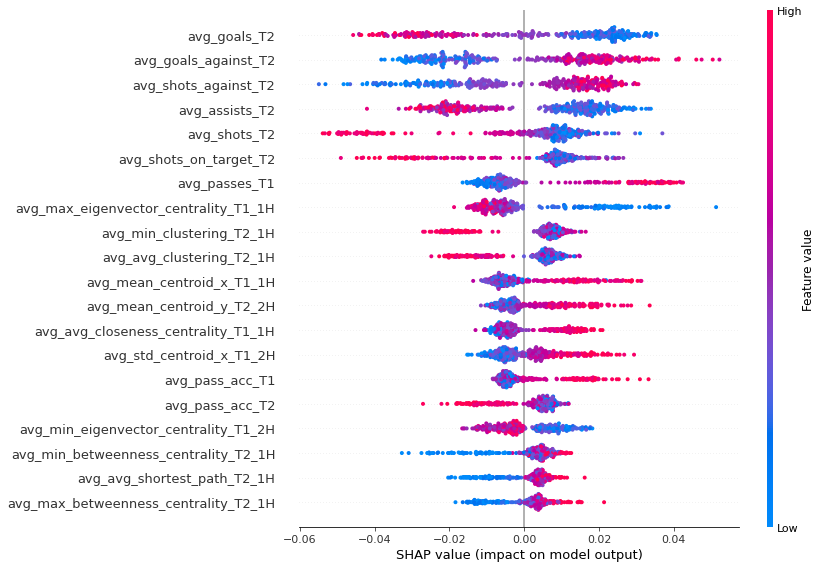 High
avg_goals_T2
avg_goals_against_T2
avg_shots_against_T2
avg_assists_T2
avg_shots_T2
avg_shots_on_target_T2
avg_passes_T1
avg_max_eigenvector_centrality_T1_1H
avg_min_clustering_T2_1H
avg_avg_clustering_T2_1H
avg_mean_centroid_x_T1_1H
avg_mean_centroid_y_T2_2H
avg_avg_closeness_centrality_T1_1H
avg_std_centroid_x_T1_2H
avg_pass_acc_T1
avg_pass_acc_T2
avg_min_eigenvector_centrality_T1_2H
avg_min_betweenness_centrality_T2_1H
avg_avg_shortest_path_T2_1H
avg_max_betweenness_centrality_T2_1H
Feature value
Low
−0.06 −0.04 −0.02 0.00 0.02 0.04
SHAP value (impact on model output)